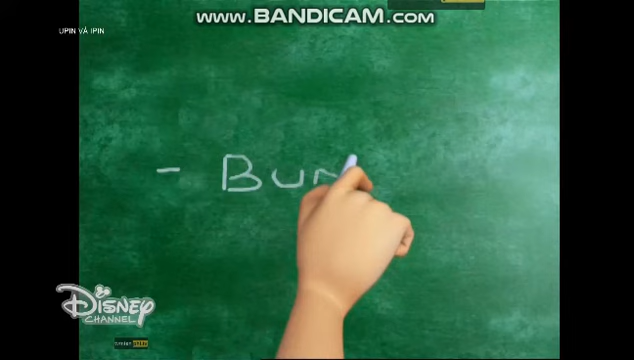 WWW.BANDICAM.COM
UPIN VÀ IPIN
- Bun
Disney
CHANNEL